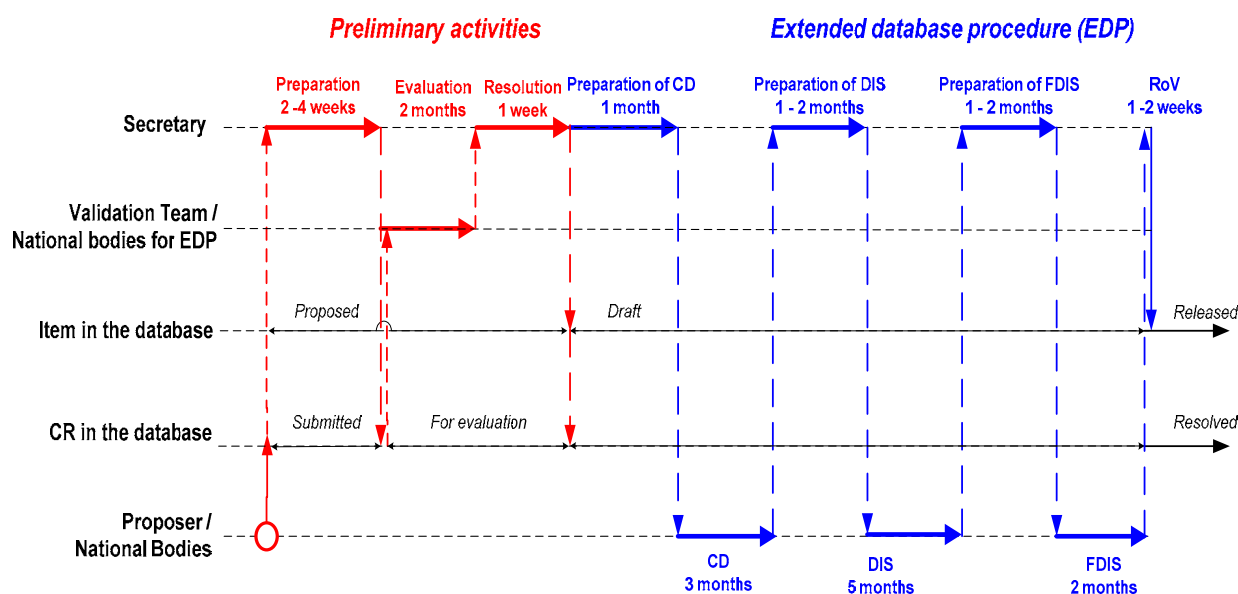 Preliminary activities
Extended database procedure (EDP)
Preparation
2 -4 weeks
Evaluation
2 months
Resolution
1 week
Preparation of CD
1 month
Preparation of DIS
1 - 2 months
Preparation of FDIS
1 - 2 months
RoV
1 -2 weeks
Secretary
Validation Team /
National bodies for EDP
Proposed
Draft
Released
Item in the database
Submitted
For evaluation
Resolved
CR in the database
Proposer /
National Bodies
CD
3 months
DIS
5 months
FDIS
2 months